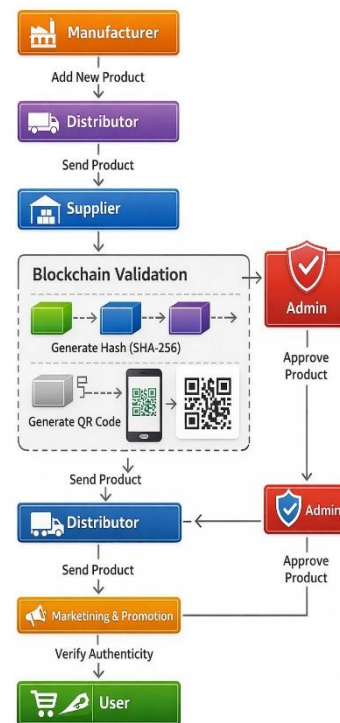 Manufacturer
Add New Product
Distributor
Send Product
Supplier
Blockchain Validation
Generate Hash (SHA-256)
Generate QR Code
Admin
Approve
Product
Send Product
Distributor
Admin
Send Product
Approve
Product
Marketining & Promotion
Verify Authenticity
User